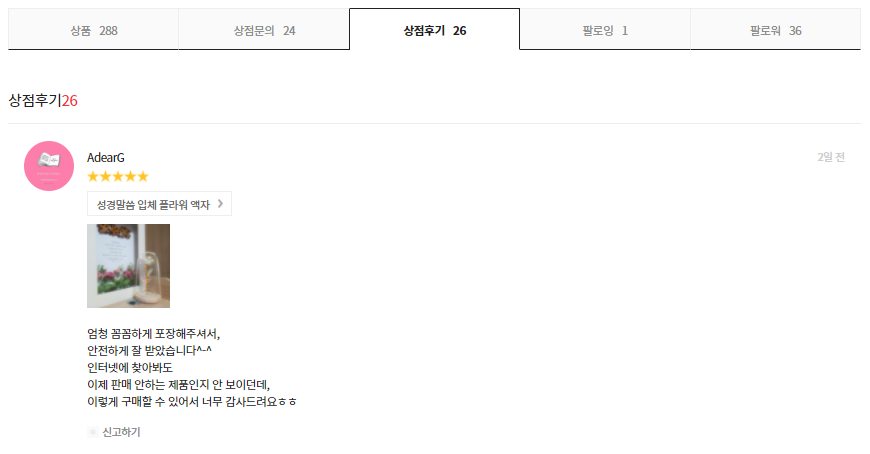 상품 288
상점문의 24
상점후기 26
팔로잉 1
팔로워 36
상점후기26
AdearG
2일 전
성경말씀 입체 플라워 액자
엄청 꼼꼼하게 포장해주셔서,
안전하게 잘 받았습니다^-^
인터넷에 찾아봐도
이제 판매 안하는 제품인지 안 보이던데,
이렇게 구매할 수 있어서 너무 감사드려요ㅎㅎ
신고하기